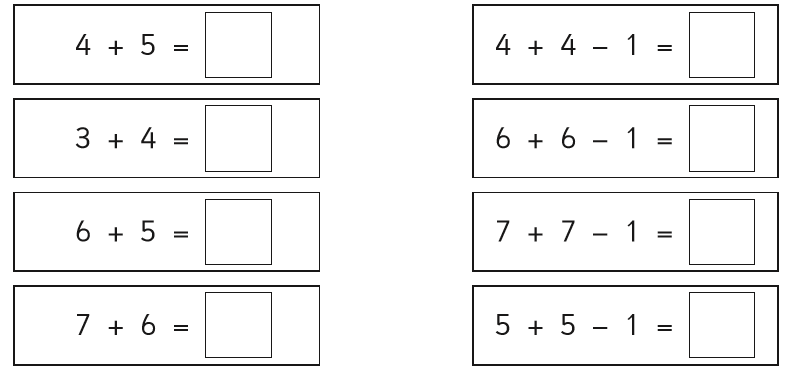 4 + 5 =
4 + 4 – 1 =
3 + 4 =
6 + 6 – 1 =
6 + 5 =
7 + 7 – 1 =
7 + 6 =
5 + 5 – 1 =